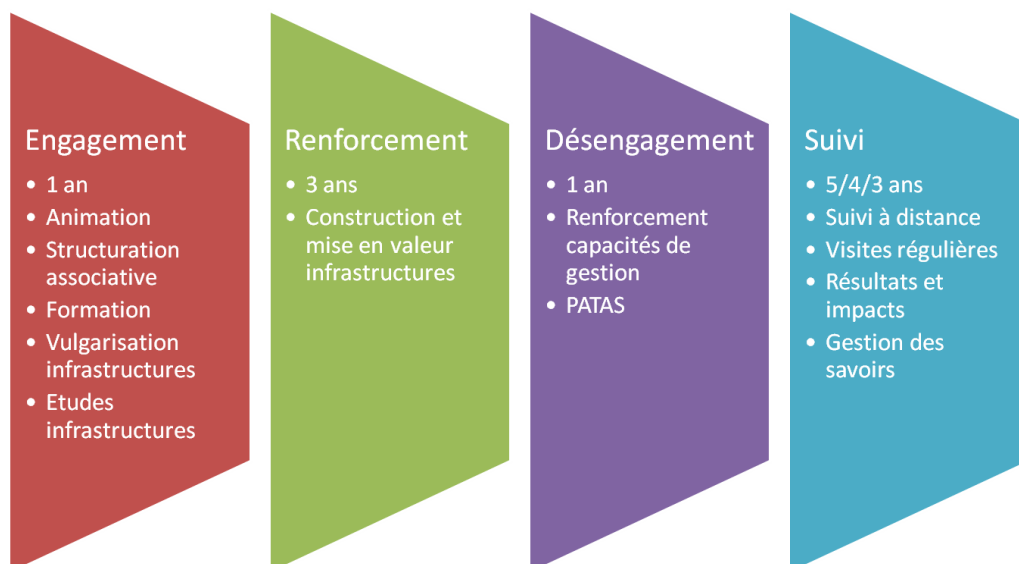 Engagement
• 1 an
• Animation
• Structuration
associative
• Formation
• Vulgarisation
infrastructures
• Etudes
infrastructures
Renforcement
• 3 ans
• Construction et
mise en valeur
infrastructures
Désengagement
• 1 an
• Renforcement
capacités de
gestion
• PATAS
Suivi
• 5/4/3 ans
• Suivi à distance
• Visites régulières
• Résultats et
impacts
• Gestion des
savoirs